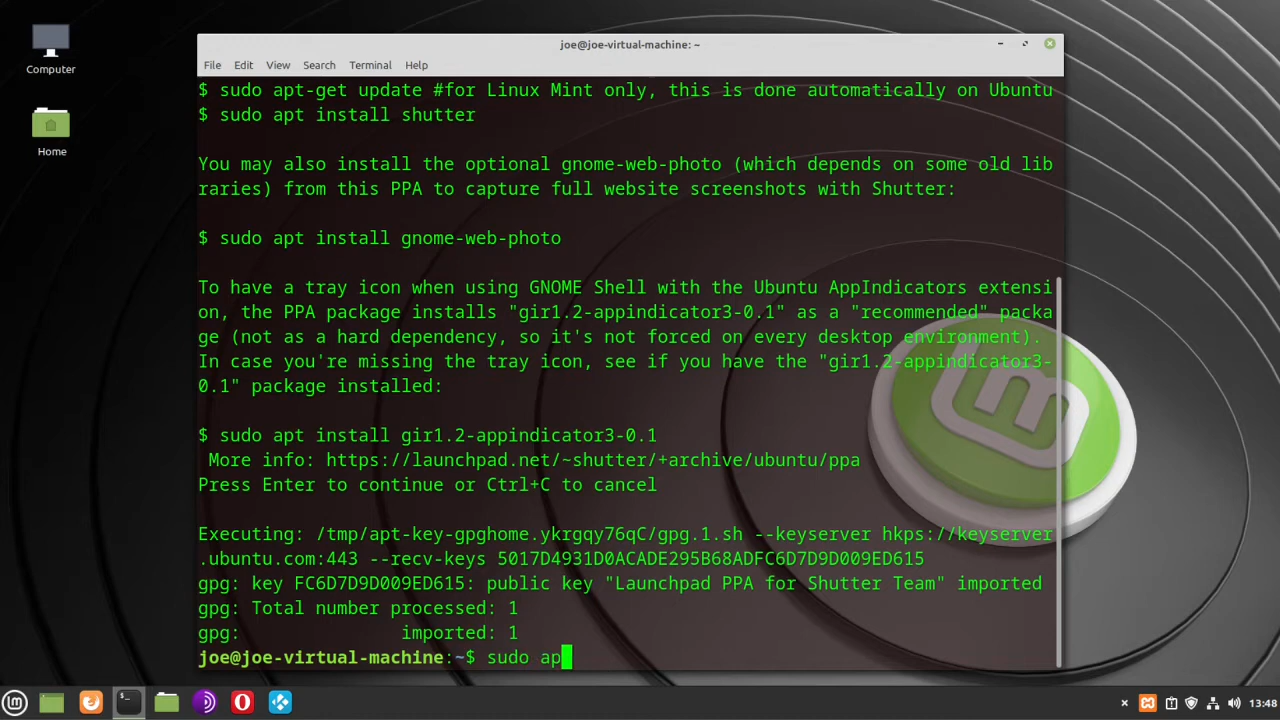 joe@joe-virtual-machine: ~
File Edit View Search Terminal Help
Computer
Home
$ sudo apt-get update #for Linux Mint only, this is done automatically on Ubuntu
$ sudo apt install shutter
You may also install the optional gnome-web-photo (which depends on some old lib
raries) from this PPA to capture full website screenshots with Shutter:
$ sudo apt install gnome-web-photo
To have a tray icon when using GNOME Shell with the Ubuntu AppIndicators extensi
on, the PPA package installs "gir1.2-appindicator3-0.1" as a "recommended" packa
ge (not as a hard dependency, so it's not forced on every desktop environment).
In case you're missing the tray icon, see if you have the "gir1.2-appindicator3-
0.1" package installed:
$ sudo apt install gir1.2-appindicator3-0.1
More info: https://launchpad.net/~shutter/+archive/ubuntu/ppa
Press Enter to continue or Ctrl+C to cancel
Executing: /tmp/apt-key-gpghome.ykrgqy76qC/gpg.1.sh --keyserver hkps://keyserver
.ubuntu.com:443 --recv-keys 5017D4931D0ACADE295B68ADFC6D7D9D009ED615
gpg: key FC6D7D9D009ED615: public key "Launchpad PPA for Shutter Team" imported
gpg: Total number processed: 1
gpg: imported: 1
joe@joe-virtual-machine:~$ sudo ap
13:48